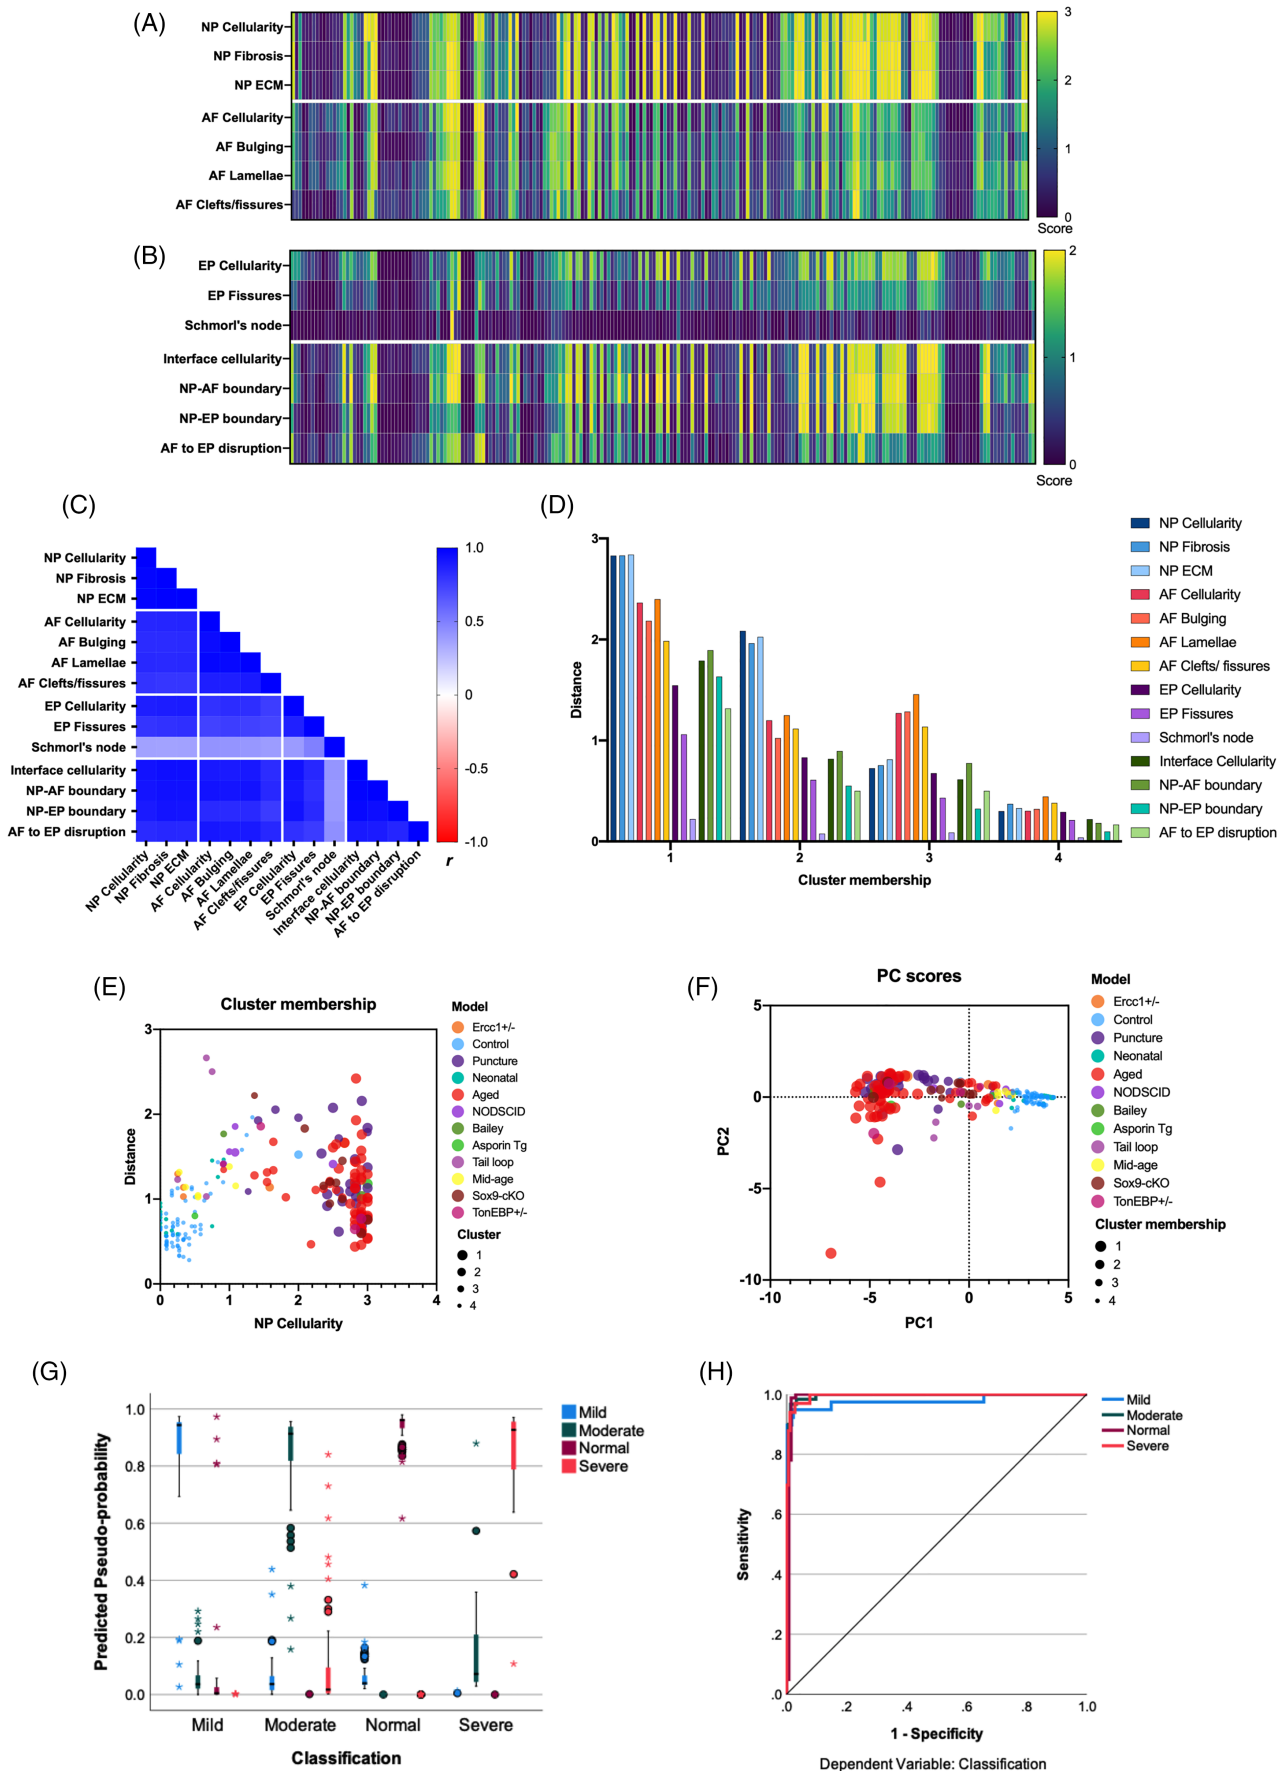 (A)
NP Cellularity
NP Fibrosis
NP ECM
AF Cellularity
AF Bulging
AF Lamellae
AF Clefts/fissures
3
2
1
0
Score
(B)
EP Cellularity
EP Fissures
Schmorl's node
Interface cellularity
NP-AF boundary
NP-EP boundary
AF to EP disruption
2
1
0
Score
(C)
NP Cellularity
NP Fibrosis
NP ECM
AF Cellularity
AF Bulging
AF Lamellae
AF Clefts/fissures
EP Cellularity
EP Fissures
Schmorl's node
Interface cellularity
NP-AF boundary
NP-EP boundary
AF to EP disruption
NP Cellularity
NP Fibrosis
NP ECM
AF Cellularity
AF Bulging
AF Lamellae
AF Clefts/fissures
EP Cellularity
EP Fissures
Schmorl's node
Interface cellularity
NP-AF boundary
NP-EP boundary
AF to EP disruption
1.0
0.5
0
-0.5
-1.0
r
(D)
3
2
1
0
Distance
1 2 3 4
Cluster membership
NP Cellularity
NP Fibrosis
NP ECM
AF Cellularity
AF Bulging
AF Lamellae
AF Clefts/ fissures
EP Cellularity
EP Fissures
Schmorl's node
Interface Cellularity
NP-AF boundary
NP-EP boundary
AF to EP disruption
(E)
Cluster membership
3
2
1
0
Distance
0 1 2 3 4
NP Cellularity
Model
Ercc1+/-
Control
Puncture
Neonatal
Aged
NODSCID
Bailey
Asporin Tg
Tail loop
Mid-age
Sox9-cKO
TonEBP+/-
Cluster
1
2
3
4
(F)
PC scores
5
0
-5
-10
PC2
-10 -5 0 5
PC1
Model
Ercc1+/-
Control
Puncture
Neonatal
Aged
NODSCID
Bailey
Asporin Tg
Tail loop
Mid-age
Sox9-cKO
TonEBP+/-
Cluster membership
1
2
3
4
(G)
1.0
0.8
0.6
0.4
0.2
0.0
Predicted Pseudo-probability
Mild Moderate Normal Severe
Classification
Mild
Moderate
Normal
Severe
(H)
1.0
.8
.6
.4
.2
.0
Sensitivity
.0 .2 .4 .6 .8 1.0
1 - Specificity
Dependent Variable: Classification
Mild
Moderate
Normal
Severe